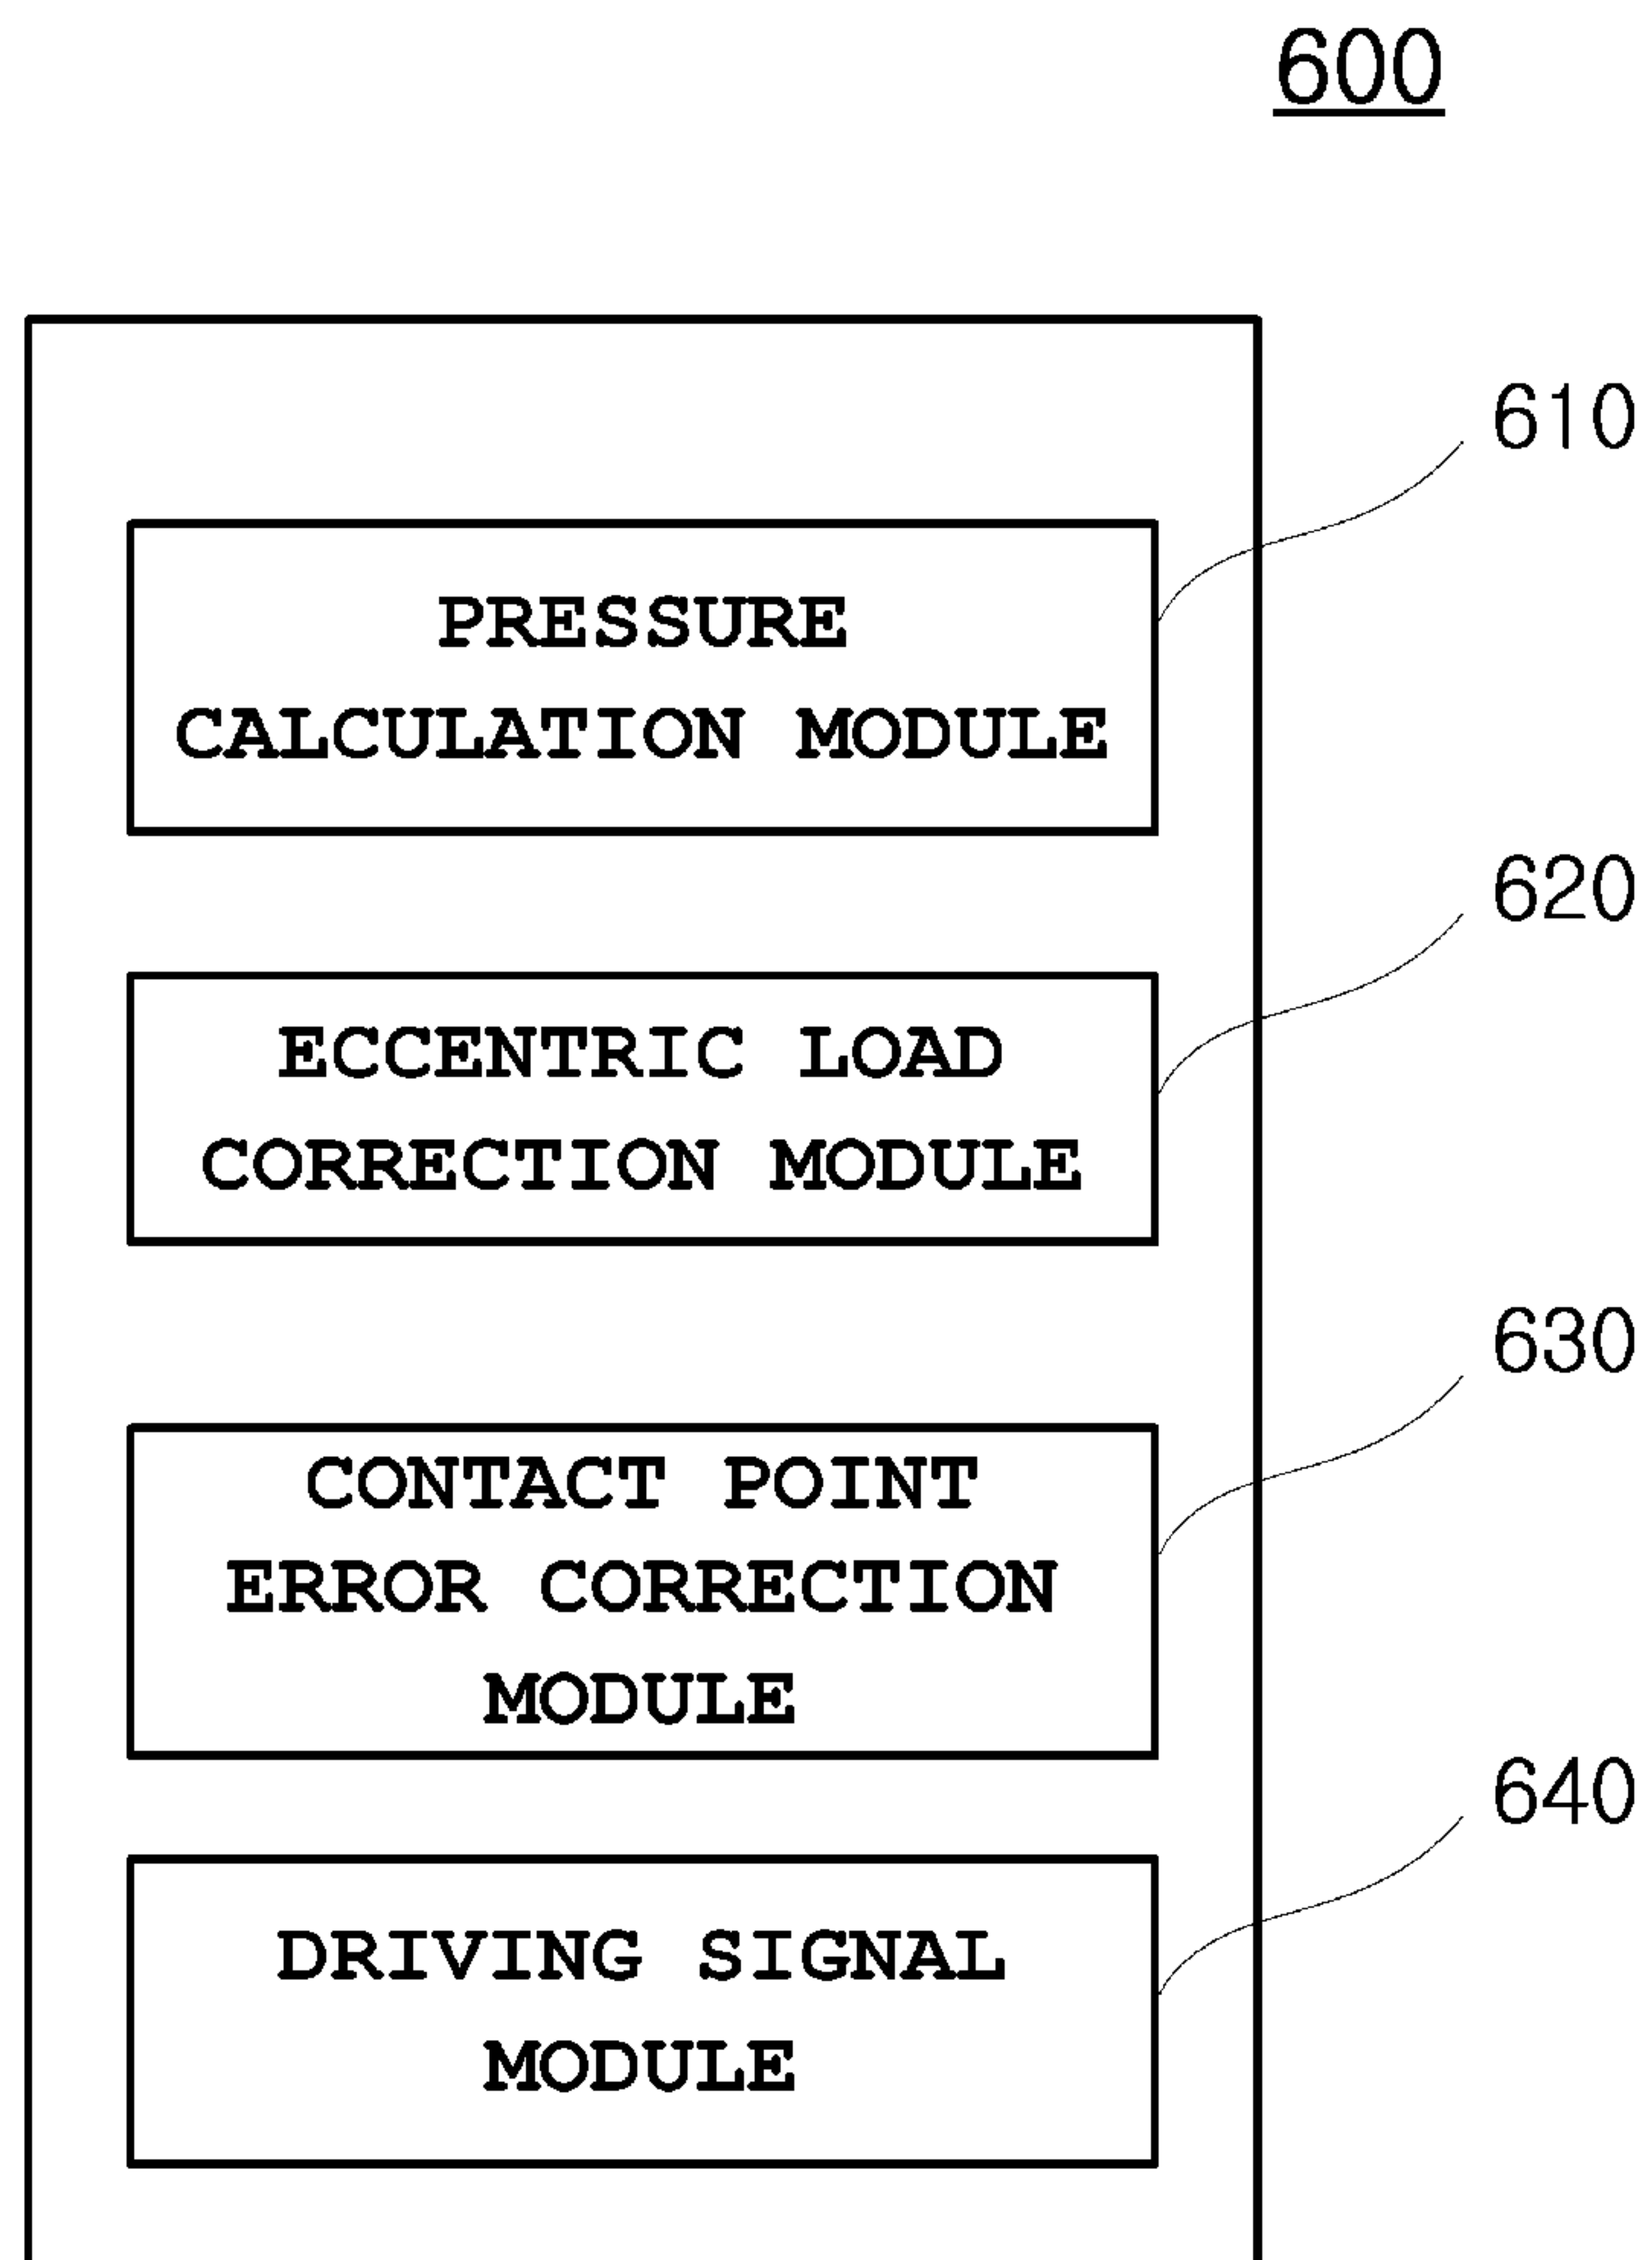 600
610
PRESSURE
CALCULATION MODULE
620
ECCENTRIC LOAD
CORRECTION MODULE
630
CONTACT POINT
ERROR CORRECTION
MODULE
640
DRIVING SIGNAL
MODULE